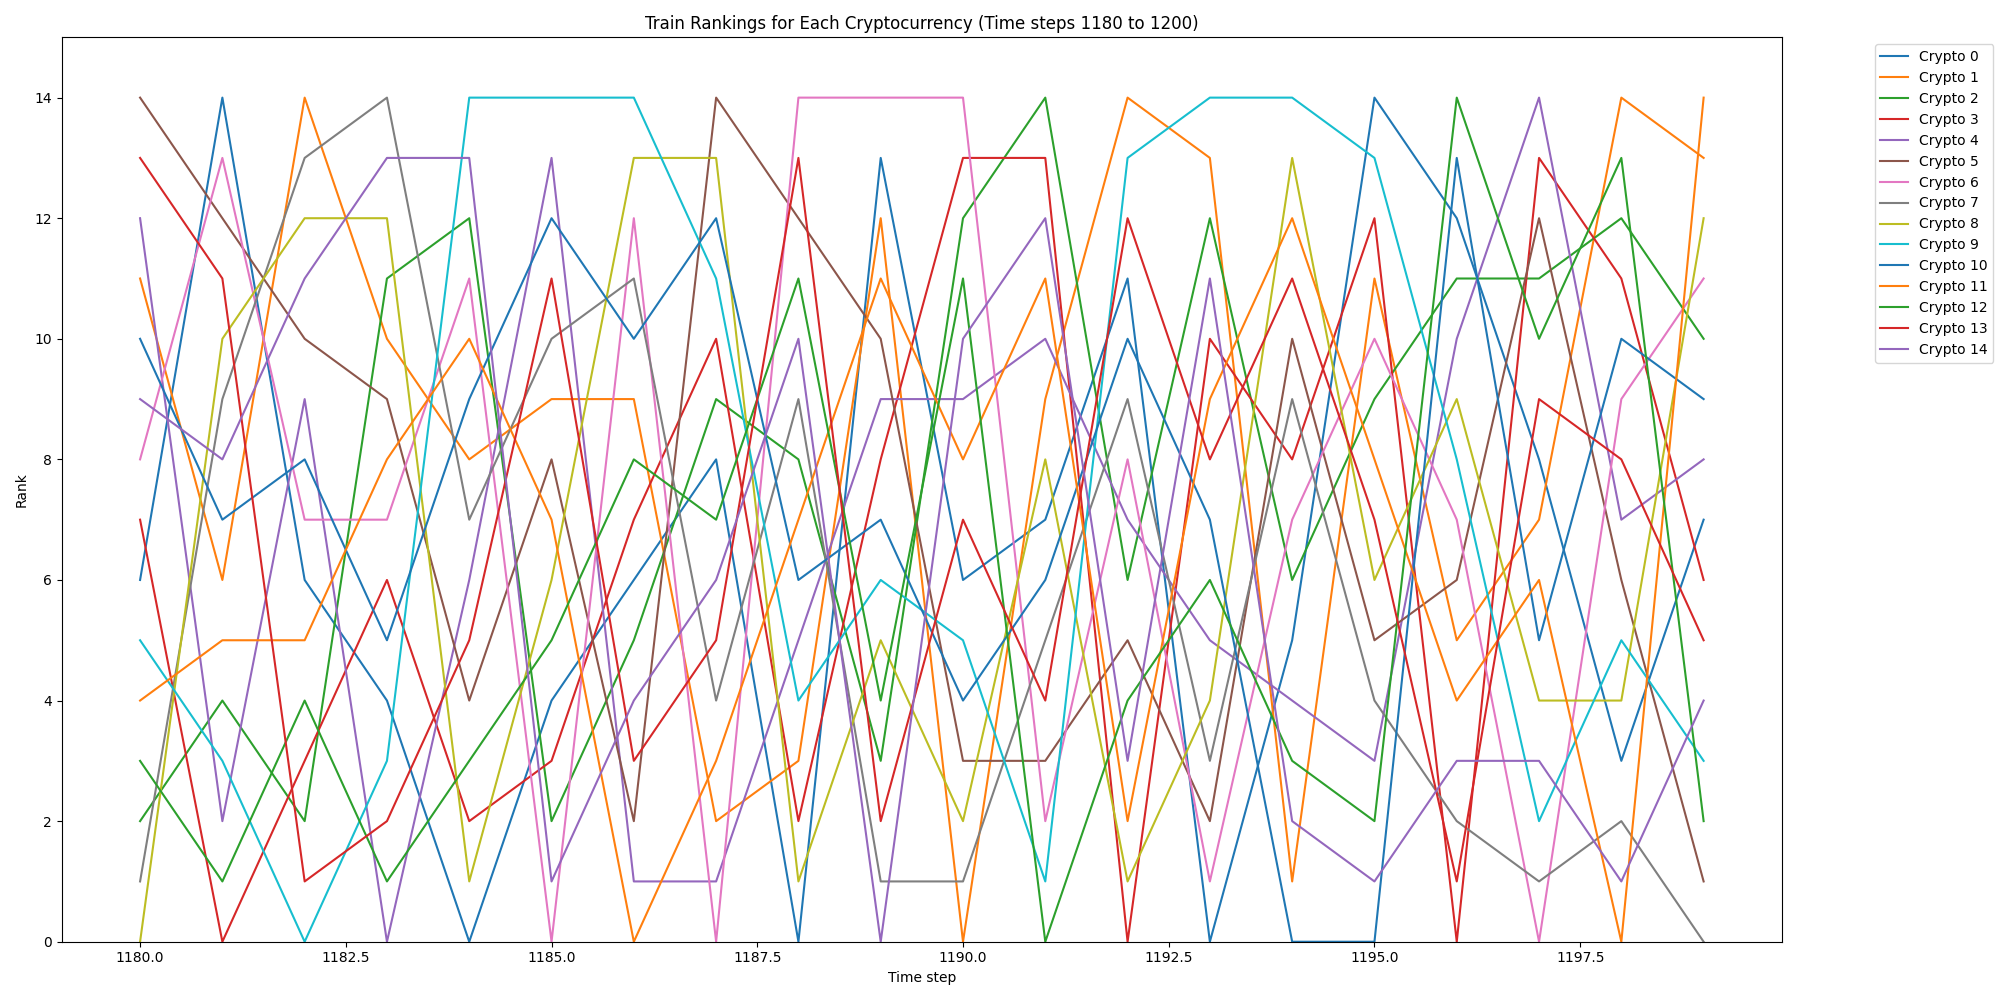 Train Rankings for Each Cryptocurrency (Time steps 1180 to 1200)
14
12
10
8
6
4
2
0
Rank
1180.0 1182.5 1185.0 1187.5 1190.0 1192.5 1195.0 1197.5
Time step
Crypto 0
Crypto 1
Crypto 2
Crypto 3
Crypto 4
Crypto 5
Crypto 6
Crypto 7
Crypto 8
Crypto 9
Crypto 10
Crypto 11
Crypto 12
Crypto 13
Crypto 14